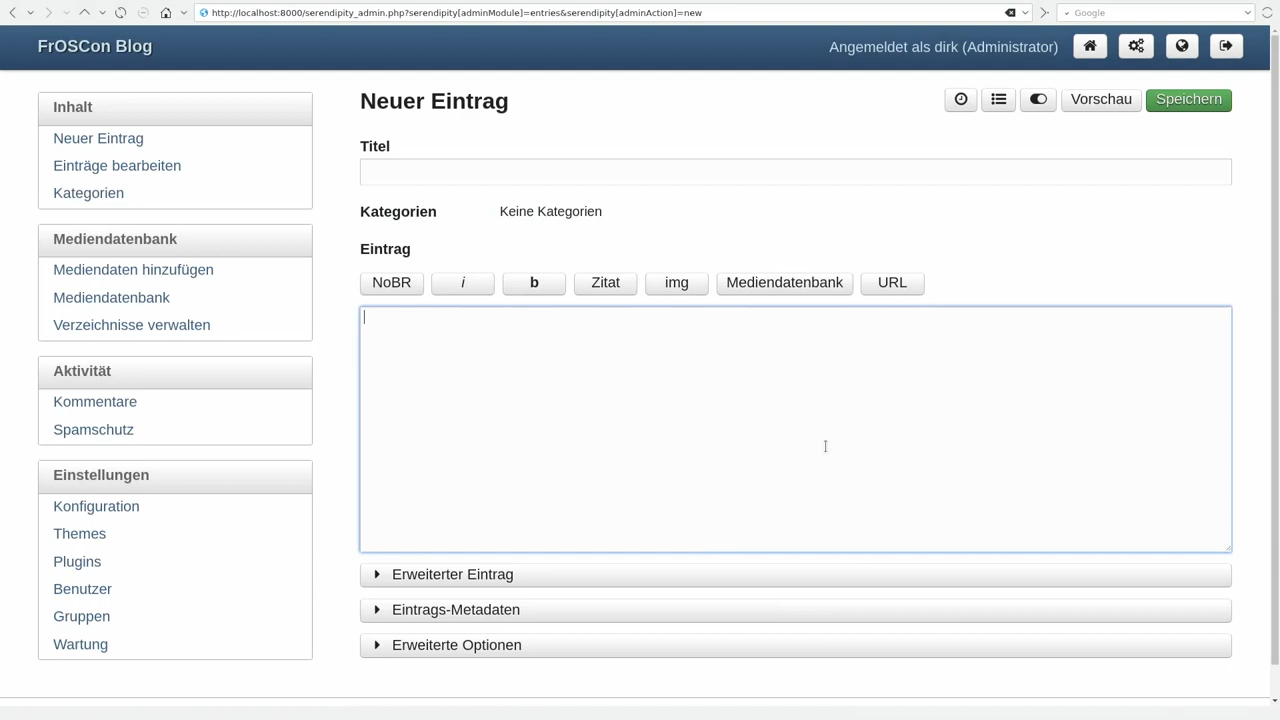 http://localhost:8000/serendipity_admin.php?serendipity[adminModule]=entries&serendipity[adminAction]=new
Google
FrOSCon Blog
Angemeldet als dirk (Administrator)
Inhalt
Neuer Eintrag
Einträge bearbeiten
Kategorien
Mediendatenbank
Mediendaten hinzufügen
Mediendatenbank
Verzeichnisse verwalten
Aktivität
Kommentare
Spamschutz
Einstellungen
Konfiguration
Themes
Plugins
Benutzer
Gruppen
Wartung
Neuer Eintrag
Vorschau
Speichern
Titel
Kategorien Keine Kategorien
Eintrag
NoBR i b Zitat img Mediendatenbank URL
Erweiterter Eintrag
Eintrags-Metadaten
Erweiterte Optionen